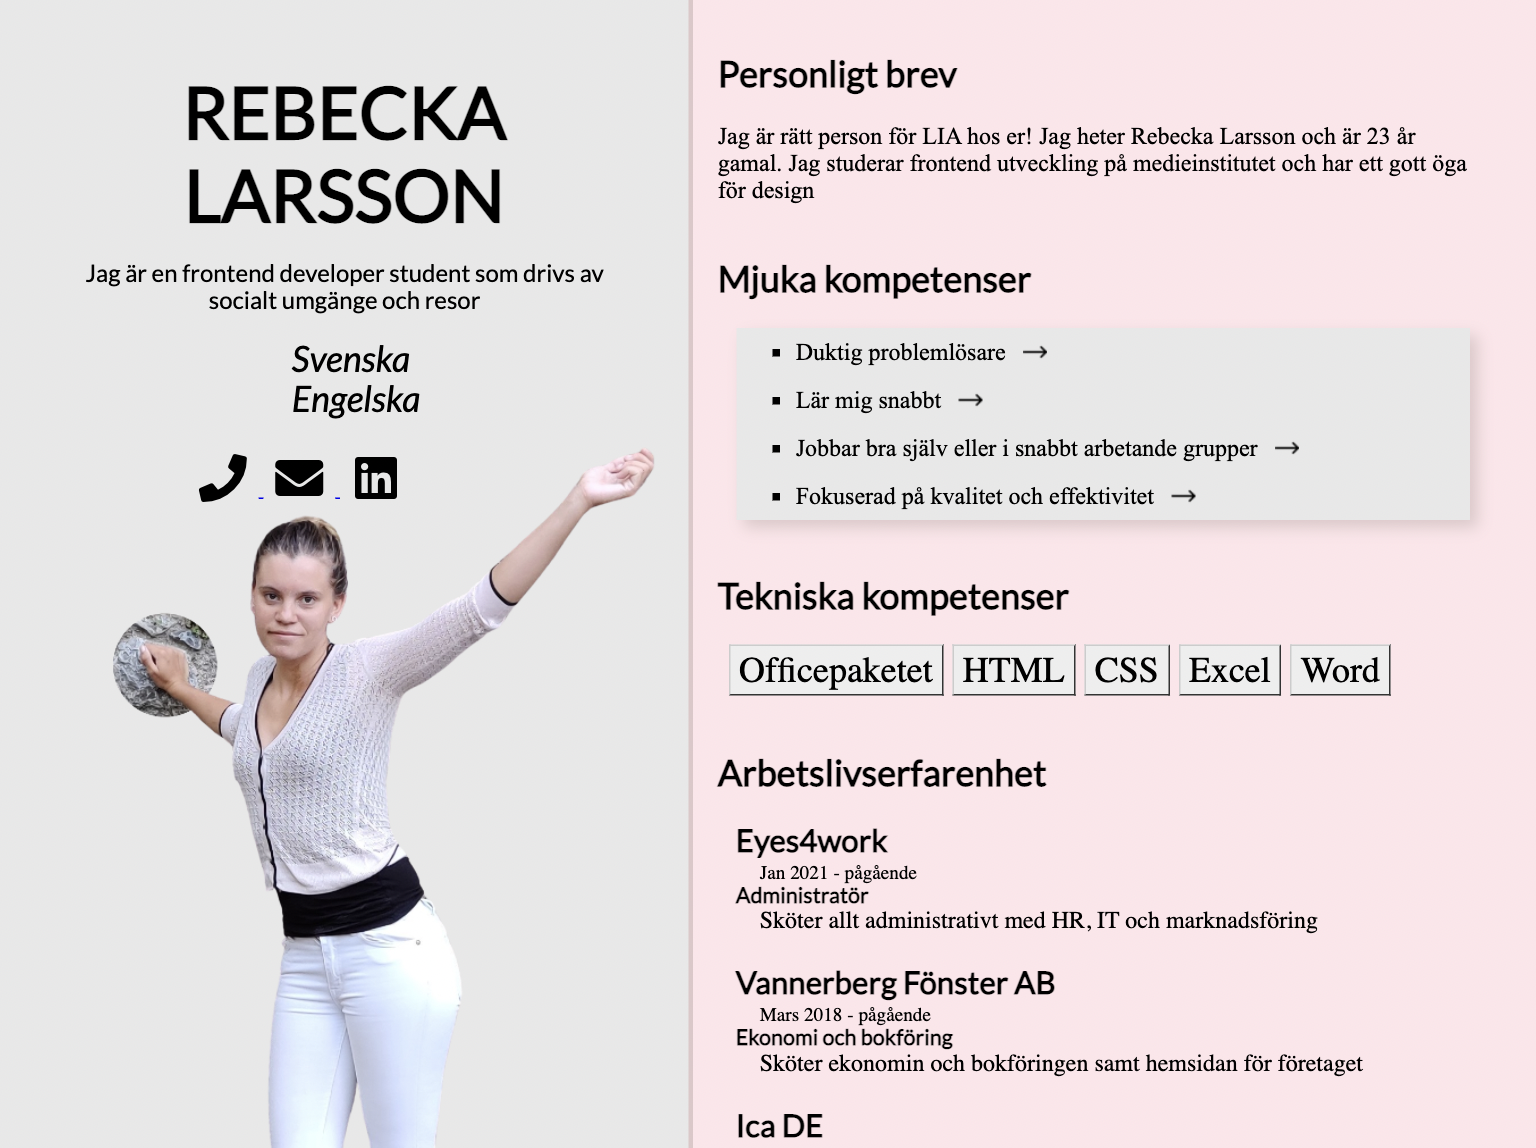 REBECKA
LARSSON
Jag är en frontend developer student som drivs av
socialt umgänge och resor
Svenska
Engelska
in
Personligt brev
Jag är rätt person för LIA hos er! Jag heter Rebecka Larsson och är 23 år
gamal. Jag studerar frontend utveckling på medieinstitutet och har ett gott öga
för design
Mjuka kompetenser
Duktig problemlösare →
Lär mig snabbt →
Jobbar bra själv eller i snabbt arbetande grupper →
Fokuserad på kvalitet och effektivitet →
Tekniska kompetenser
Officepaketet HTML CSS Excel Word
Arbetslivserfarenhet
Eyes4work
Jan 2021 - pågående
Administratör
Sköter allt administrativt med HR, IT och marknadsföring
Vannerberg Fönster AB
Mars 2018 - pågående
Ekonomi och bokföring
Sköter ekonomin och bokföringen samt hemsidan för företaget
Ica DE